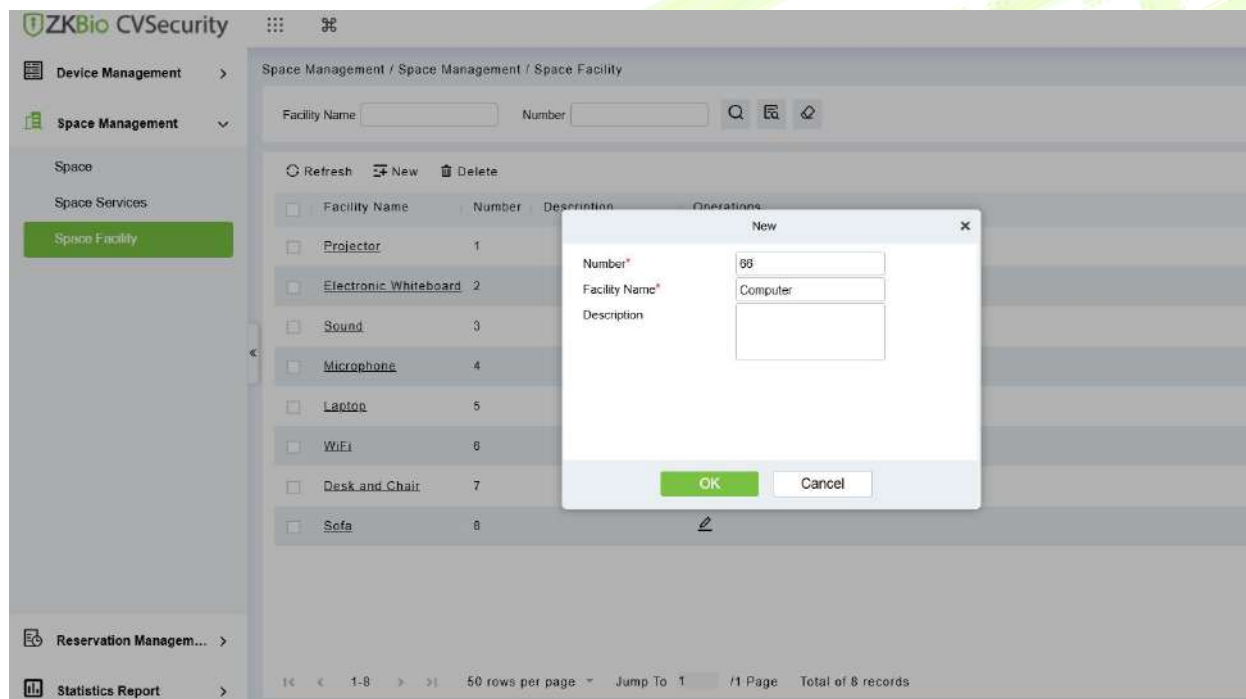 ZKBio CVSecurity
Device Management
Space Management / Space Management / Space Facility
Space Management
Facility Name
Number
Space
Space Services
Space Facility
Refresh New Delete
Facility Name Number Description Operations
Projector 1
Electronic Whiteboard 2
Sound 3
Microphone 4
Laptop 5
WiFi 6
Desk and Chair 7
Sofa 8
New
Number* 66
Facility Name* Computer
Description
OK Cancel
Reservation Managem...
Statistics Report
1-8 50 rows per page Jump To 1 /1 Page Total of 8 records